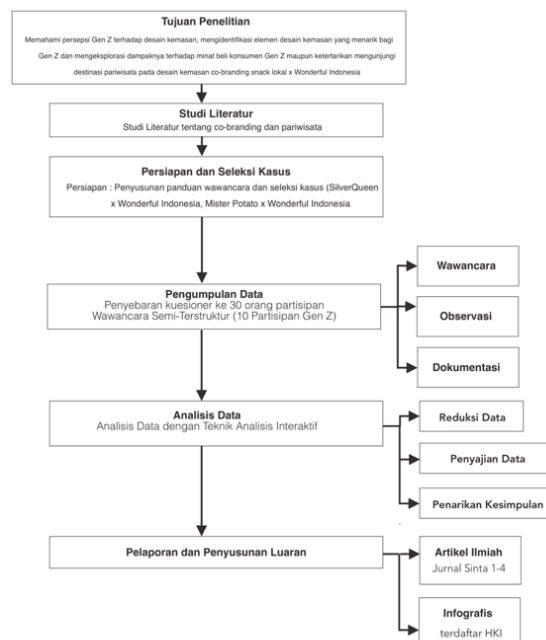 Tujuan Penelitian
Memahami persepsi Gen Z terhadap desain kemasan, mengidentifikasi elemen desain kemasan yang menarik bagi
Gen Z dan mengeksplorasi dampaknya terhadap minat beli konsumen Gen Z maupun ketertarikan mengunjungi
destinasi pariwisata pada desain kemasan co-branding snack lokal x Wonderful Indonesia
Studi Literatur
Studi Literatur tentang co-branding dan pariwisata
Persiapan dan Seleksi Kasus
Persiapan : Penyusunan panduan wawancara dan seleksi kasus (SilverQueen
x Wonderful Indonesia, Mister Potato x Wonderful Indonesia
Pengumpulan Data
Penyebaran kuesioner ke 30 orang partisipan
Wawancara Semi-Terstruktur (10 Partisipan Gen Z)
Wawancara
Observasi
Dokumentasi
Analisis Data
Analisis Data dengan Teknik Analisis Interaktif
Reduksi Data
Penyajian Data
Penarikan Kesimpulan
Pelaporan dan Penyusunan Luaran
Artikel Ilmiah
Jurnal Sinta 1-4
Infografis
terdaftar HKI